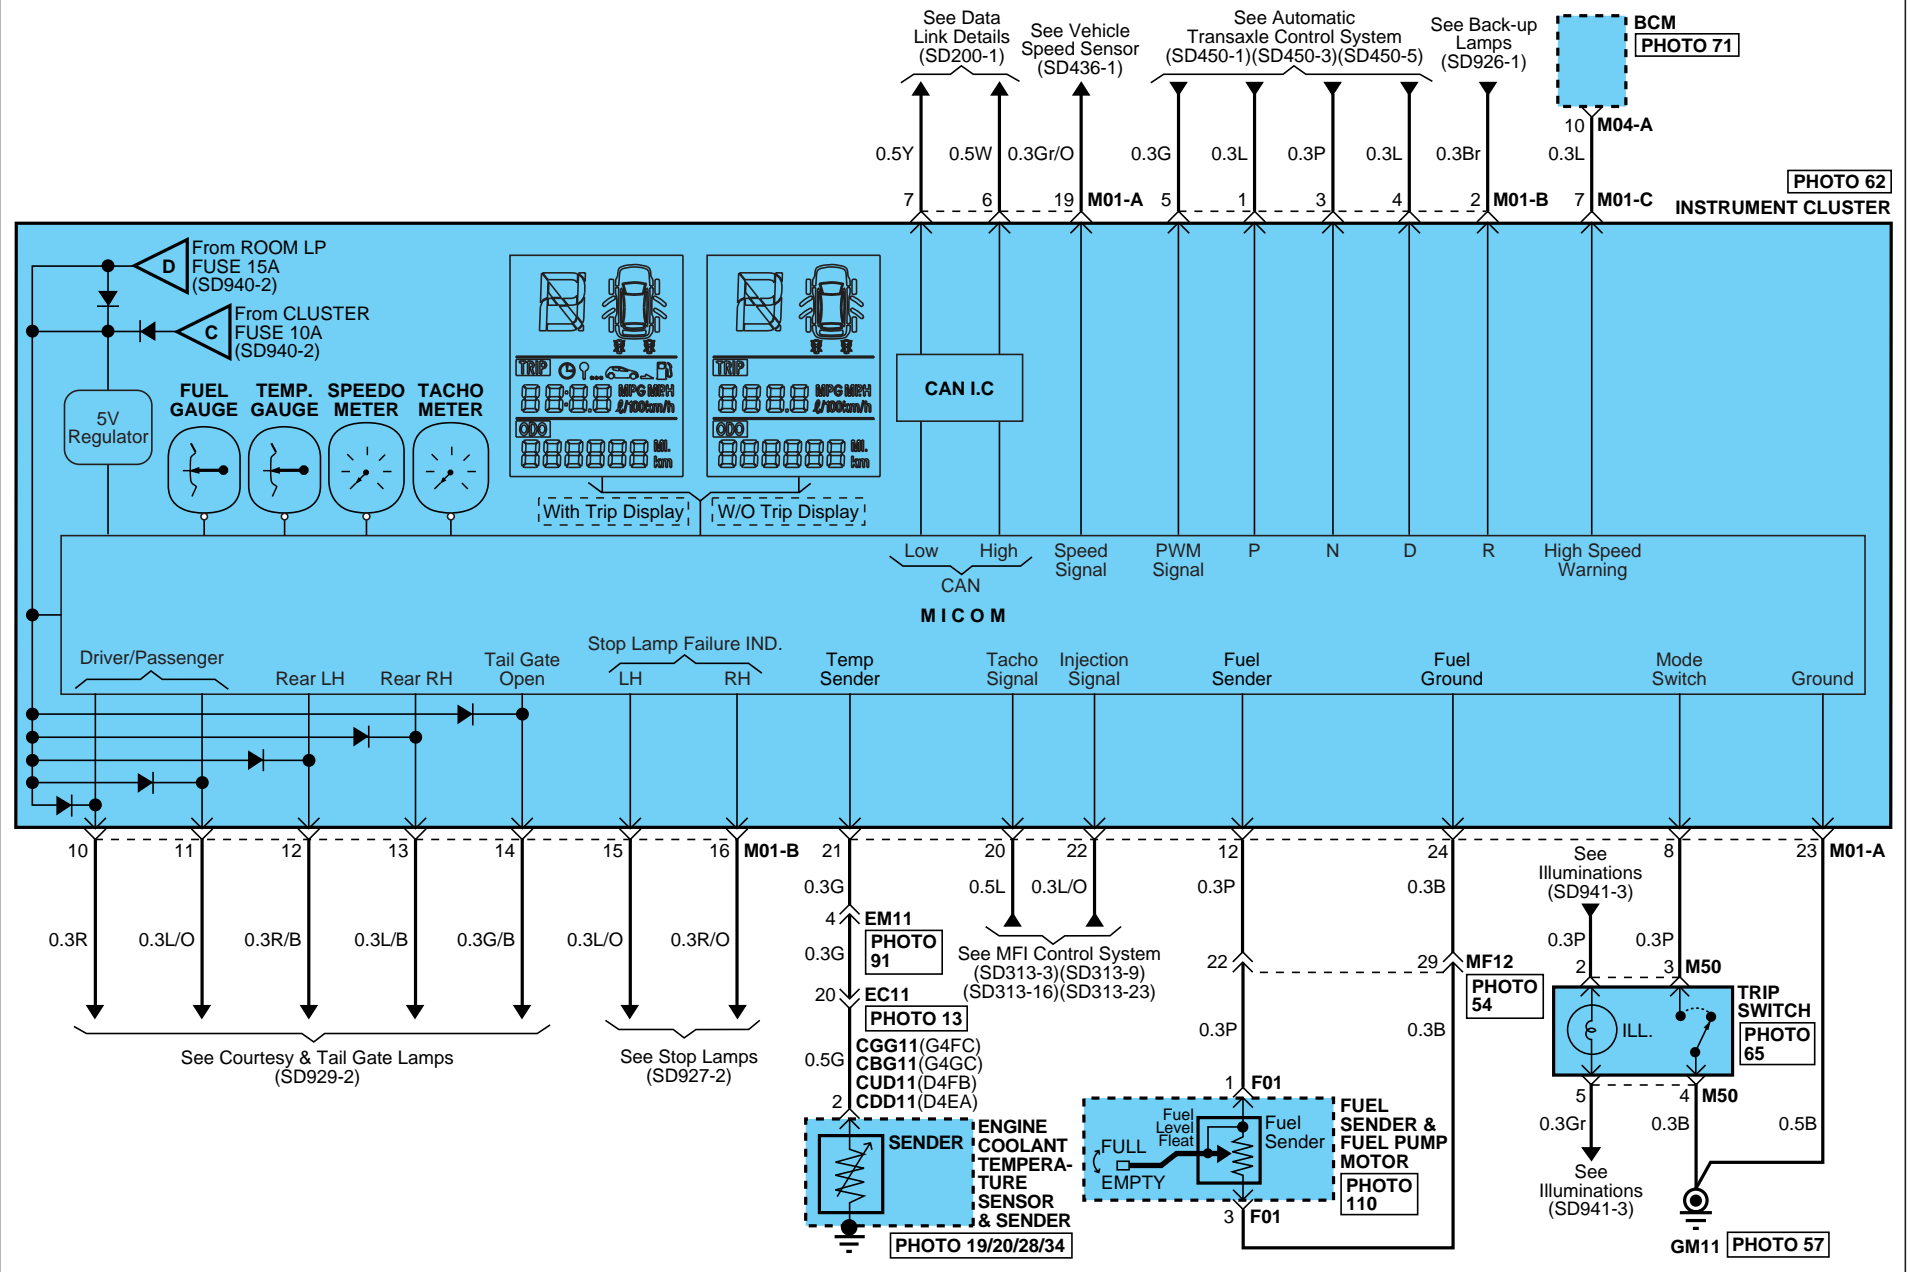 See Data
Link Details
(SD200-1)
See Vehicle
Speed Sensor
(SD436-1)
See Automatic
Transaxle Control System
(SD450-1)(SD450-3)(SD450-5)
See Back-up
Lamps
(SD926-1)
BCM
PHOTO 71
10 M04-A
0.5Y 0.5W 0.3Gr/O 0.3G 0.3L 0.3P 0.3L 0.3Br 0.3L
7 6 19 M01-A 5 1 3 4 2 M01-B 7 M01-C
PHOTO 62
INSTRUMENT CLUSTER
D
From ROOM LP
FUSE 15A
(SD940-2)
C
From CLUSTER
FUSE 10A
(SD940-2)
5V
Regulator
FUEL
GAUGE
TEMP.
GAUGE
SPEEDO
METER
TACHO
METER
TRIP
MPG MPH
ℓ/100km/h
ODO
MI.
km
TRIP
MPG MPH
ℓ/100km/h
ODO
MI.
km
With Trip Display
W/O Trip Display
CAN I.C
Low High
CAN
Speed
Signal
PWM
Signal
P N D R
High Speed
Warning
MICOM
Driver/Passenger
Rear LH
Rear RH
Tail Gate
Open
Stop Lamp Failure IND.
LH RH
Temp
Sender
Tacho
Signal
Injection
Signal
Fuel
Sender
Fuel
Ground
Mode
Switch
Ground
10 11 12 13 14 15 16 M01-B 21 20 22 12 24 8 23 M01-A
0.3R 0.3L/O 0.3R/B 0.3L/B 0.3G/B 0.3L/O 0.3R/O
See Courtesy & Tail Gate Lamps
(SD929-2)
See Stop Lamps
(SD927-2)
0.3G
4 EM11
PHOTO
91
0.3G
20 EC11
PHOTO 13
0.5G
CGG11(G4FC)
CBG11(G4GC)
CUD11(D4FB)
CDD11(D4EA)
2
SENDER
ENGINE
COOLANT
TEMPERA-
TURE
SENSOR
& SENDER
PHOTO 19/20/28/34
0.5L 0.3L/O
See MFI Control System
(SD313-3)(SD313-9)
(SD313-16)(SD313-23)
0.3P 0.3B
22 29 MF12
PHOTO
54
0.3P 0.3B
1 F01
Fuel
Level
Fleat
Fuel
Sender
FULL
EMPTY
3 F01
FUEL
SENDER &
FUEL PUMP
MOTOR
PHOTO
110
See
Illuminations
(SD941-3)
0.3P 0.3P
2 3 M50
ILL.
TRIP
SWITCH
PHOTO
65
5 4 M50
0.3Gr 0.3B 0.5B
See
Illuminations
(SD941-3)
GM11 PHOTO 57